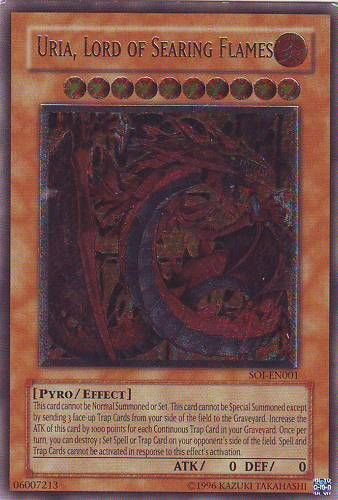 URIA, LORD OF SEARING FLAMES
SOI-EN001
[PYRO/EFFECT]
This card cannot be Normal Summoned or Set. This card cannot be Special Summoned except
by sending 3 face-up Trap Cards from your side of the field to the Graveyard. Increase the
ATK of this card by 1000 points for each Continuous Trap Card in your Graveyard. Once per
turn, you can destroy 1 Set Spell or Trap Card on your opponent's side of the field. Spell and
Trap Cards cannot be activated in response to this effect's activation.
ATK/ 0 DEF/ 0
06007213 ©1996 KAZUKI TAKAHASHI